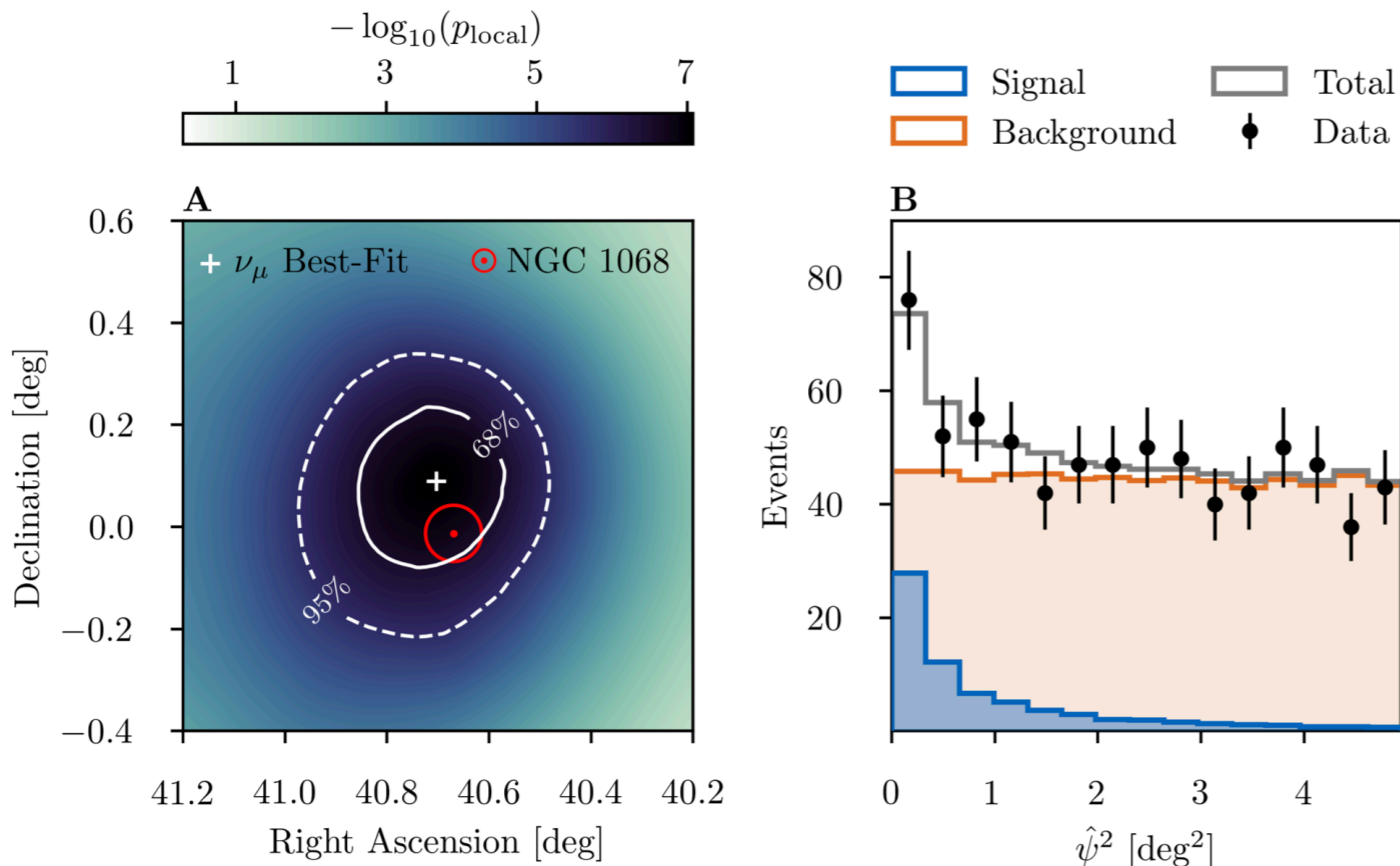 − log₁₀(p_local)
1 3 5 7
A
ν_μ Best-Fit NGC 1068
68%
95%
0.6
0.4
0.2
0.0
−0.2
−0.4
Declination [deg]
41.2 41.0 40.8 40.6 40.4 40.2
Right Ascension [deg]
Signal Total
Background Data
B
80
60
40
20
Events
0 1 2 3 4
ψ̂² [deg²]